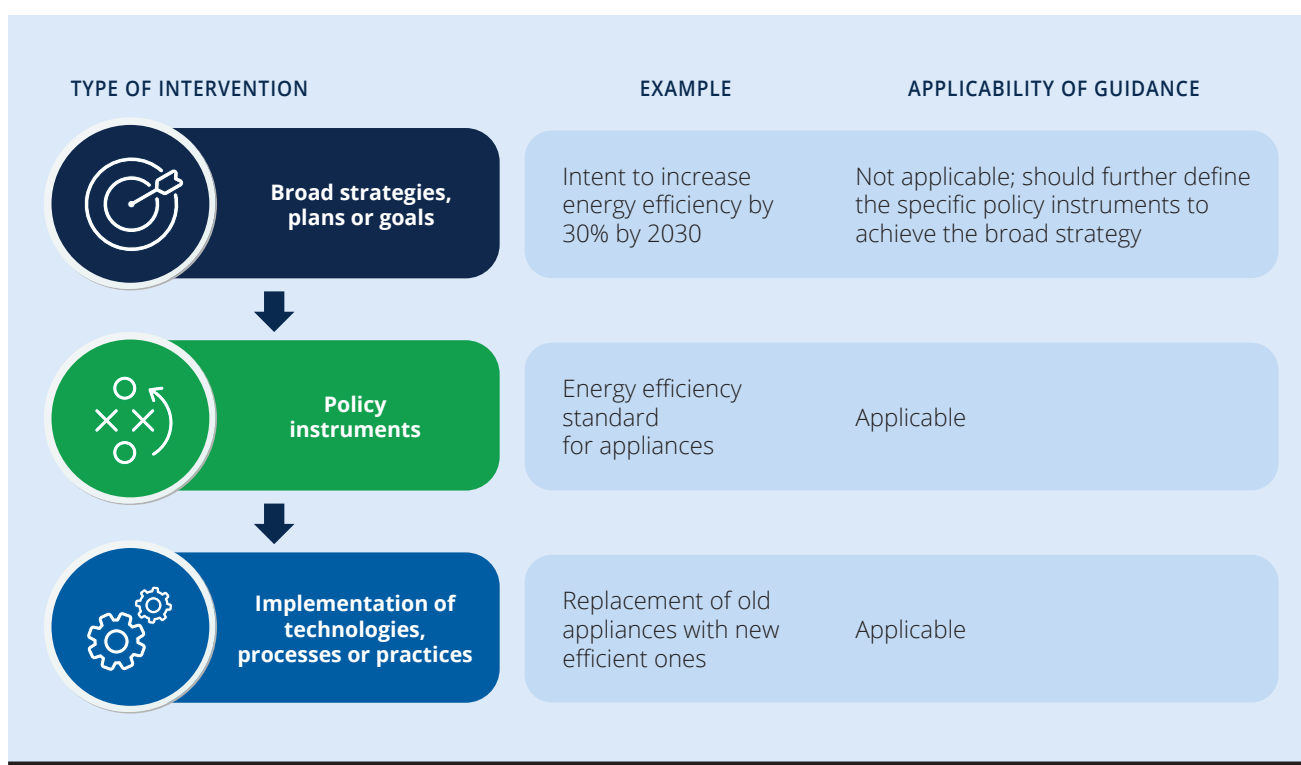 TYPE OF INTERVENTION
EXAMPLE
APPLICABILITY OF GUIDANCE
Broad strategies,
plans or goals
Intent to increase
energy efficiency by
30% by 2030
Not applicable; should further define
the specific policy instruments to
achieve the broad strategy
Policy
instruments
Energy efficiency
standard
for appliances
Applicable
Implementation of
technologies,
processes or practices
Replacement of old
appliances with new
efficient ones
Applicable